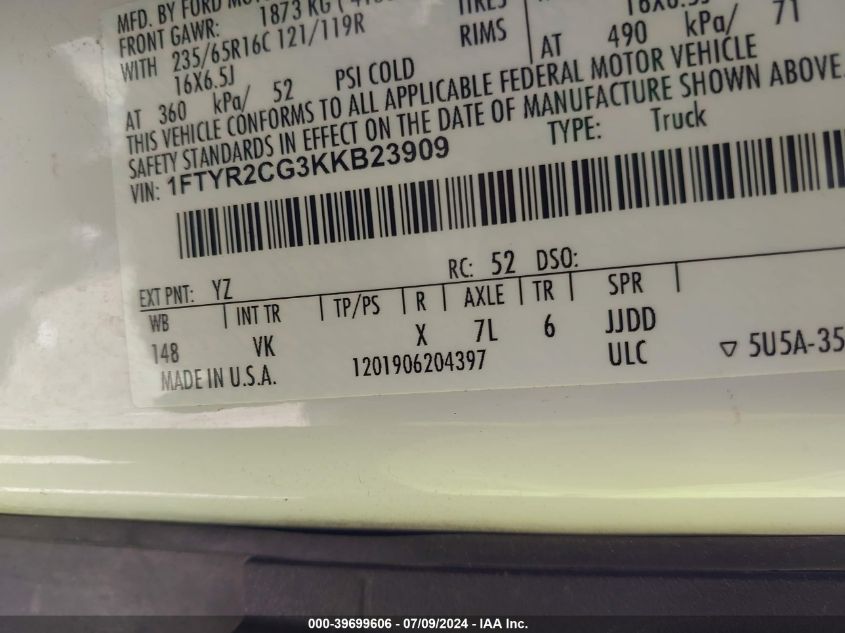 MFD. BY FORD
FRONT GAWR: 1873 KG
WITH 235/65R16C 121/119R TIRES
16X6.5J RIMS
AT 360 kPa/ 52 PSI COLD AT 490 kPa/ 71
THIS VEHICLE CONFORMS TO ALL APPLICABLE FEDERAL MOTOR VEHICLE
SAFETY STANDARDS IN EFFECT ON THE DATE OF MANUFACTURE SHOWN ABOVE.
VIN: 1FTYR2CG3KKB23909 TYPE: Truck
EXT PNT: YZ RC: 52 DSO:
WB INT TR TP/PS R AXLE TR SPR
148 VK X 7L 6 JJDD
MADE IN U.S.A. 1201906204397 ULC ▽ 5U5A-35
000-39699606 / 07/09/2024 - IAA Inc.